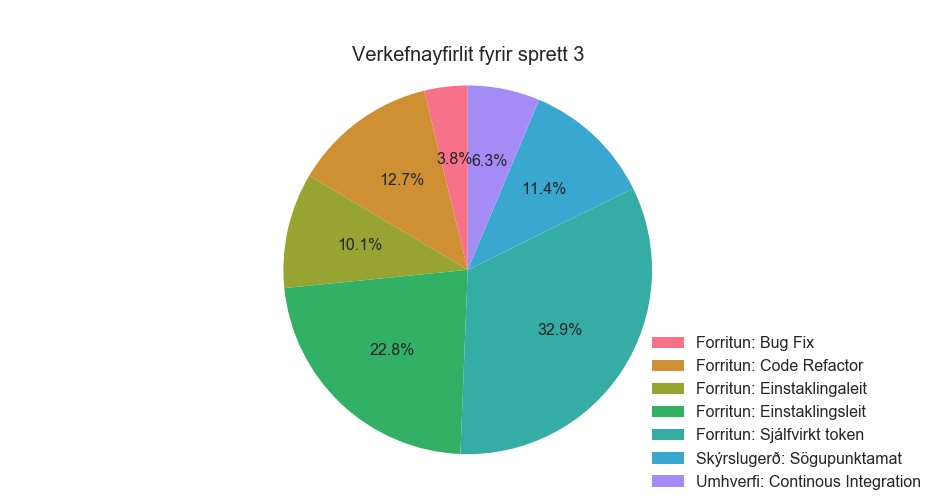 Verkefnayfirlit fyrir sprett 3
3.8%
6.3%
12.7%
11.4%
10.1%
32.9%
22.8%
Forritun: Bug Fix
Forritun: Code Refactor
Forritun: Einstaklingaleit
Forritun: Einstaklingsleit
Forritun: Sjálfvirkt token
Skýrslugerð: Sögupunktamat
Umhverfi: Continous Integration